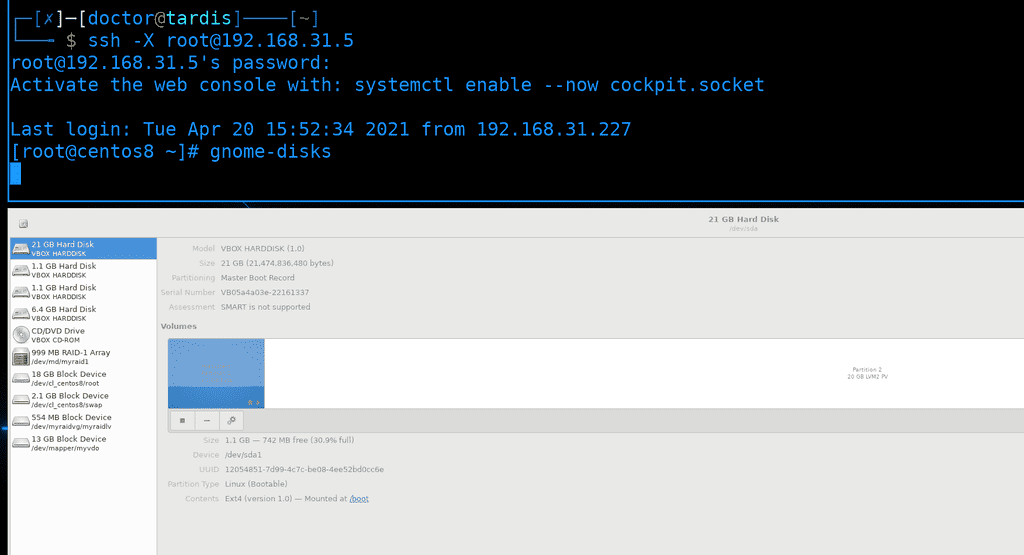 ┌─[✗]─[doctor@tardis]────[~]
└──── $ ssh -X root@192.168.31.5
root@192.168.31.5's password:
Activate the web console with: systemctl enable --now cockpit.socket
Last login: Tue Apr 20 15:52:34 2021 from 192.168.31.227
[root@centos8 ~]# gnome-disks
21 GB Hard Disk
/dev/sda
21 GB Hard Disk
VBOX HARDDISK
1.1 GB Hard Disk
VBOX HARDDISK
1.1 GB Hard Disk
VBOX HARDDISK
6.4 GB Hard Disk
VBOX HARDDISK
CD/DVD Drive
VBOX CD-ROM
999 MB RAID-1 Array
/dev/md/myraid1
18 GB Block Device
/dev/cl_centos8/root
2.1 GB Block Device
/dev/cl_centos8/swap
554 MB Block Device
/dev/myraidvg/myraidlv
13 GB Block Device
/dev/mapper/myvdo
Model VBOX HARDDISK (1.0)
Size 21 GB (21,474,836,480 bytes)
Partitioning Master Boot Record
Serial Number VB05a4a03e-22161337
Assessment SMART is not supported
Volumes
Partition 2
20 GB LVM2 PV
Size 1.1 GB — 742 MB free (30.9% full)
Device /dev/sda1
UUID 12054851-7d99-4c7c-be08-4ee52bd0cc6e
Partition Type Linux (Bootable)
Contents Ext4 (version 1.0) — Mounted at /boot